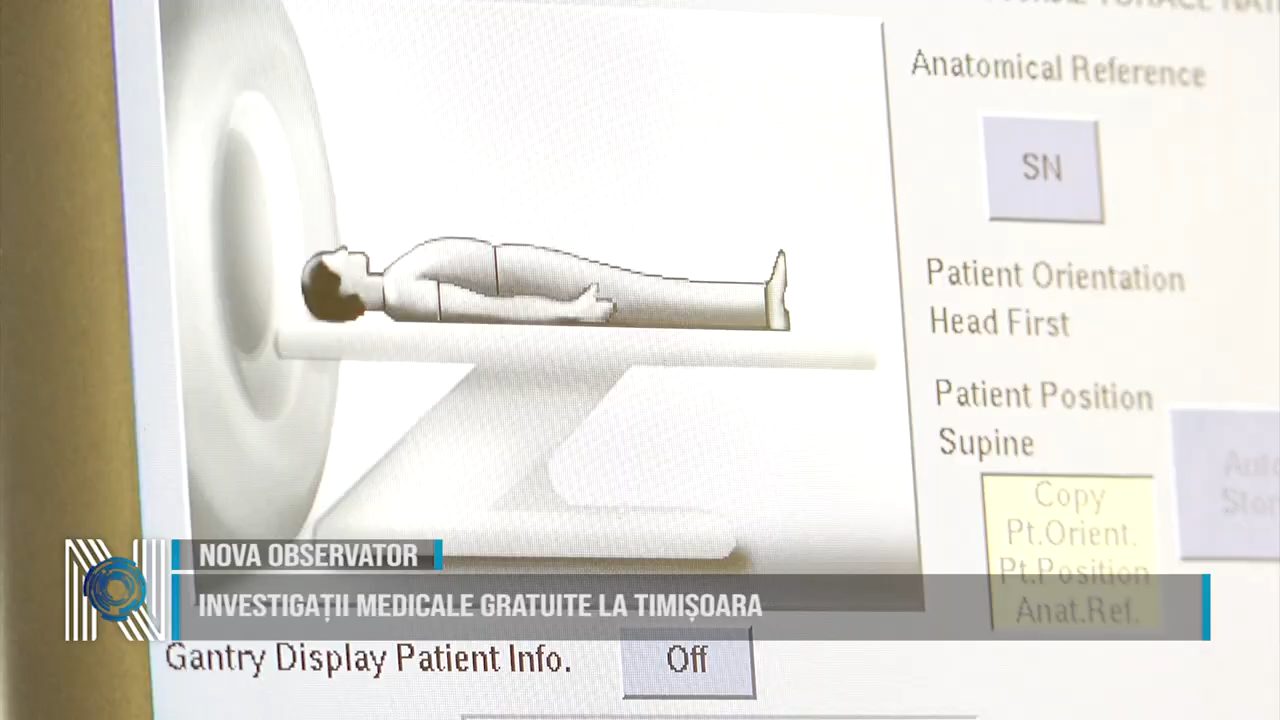 Anatomical Reference
SN
Patient Orientation
Head First
Patient Position
Supine
Copy
Pt.Orient.
Pt.Position
Anat.Ref.
NOVA OBSERVATOR
INVESTIGAȚII MEDICALE GRATUITE LA TIMIȘOARA
Gantry Display Patient Info.
Off